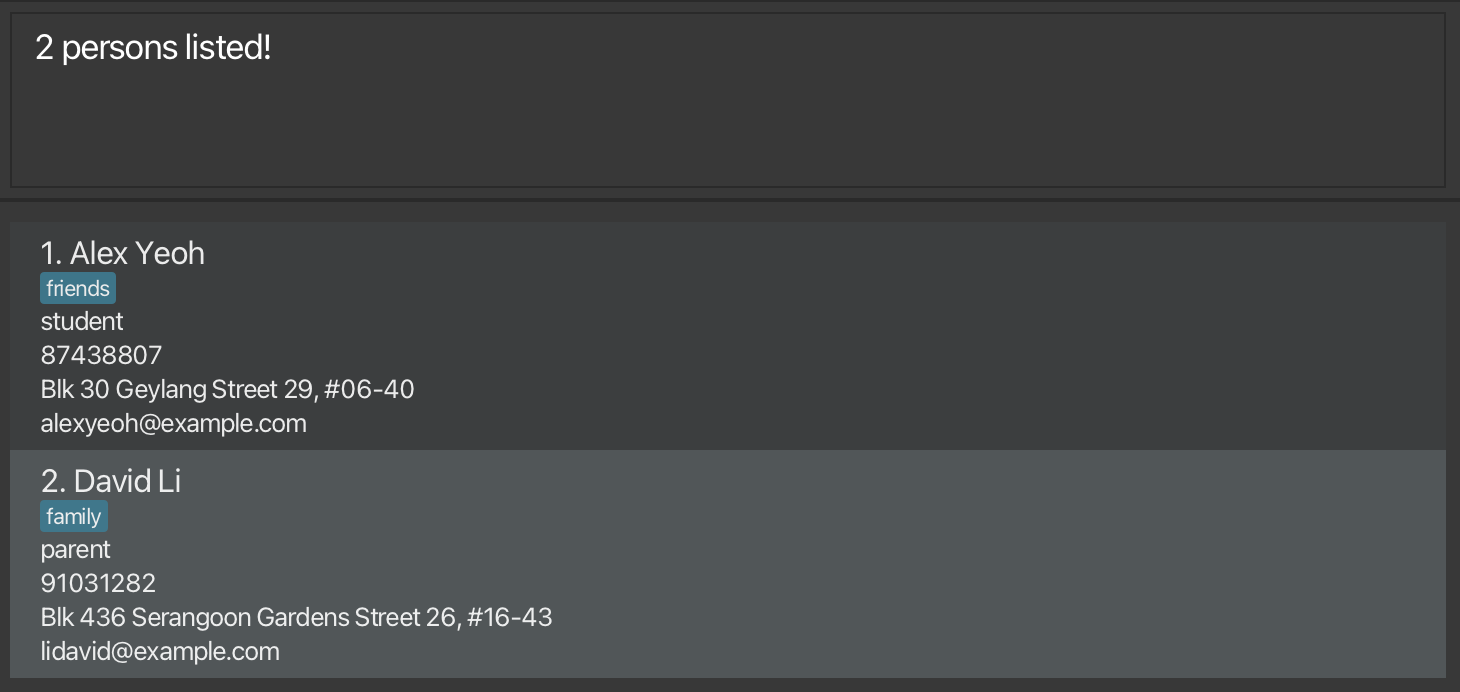 2 persons listed!
1. Alex Yeoh
friends
student
87438807
Blk 30 Geylang Street 29, #06-40
alexyeoh@example.com
2. David Li
family
parent
91031282
Blk 436 Serangoon Gardens Street 26, #16-43
lidavid@example.com